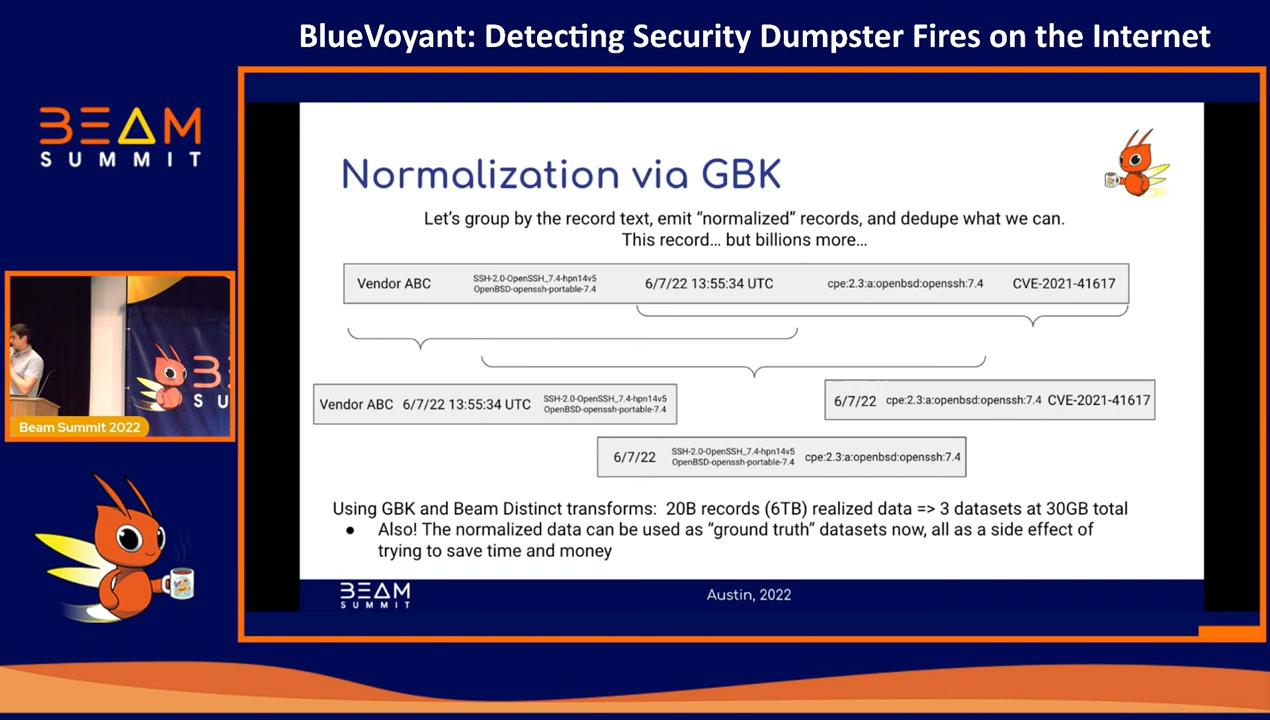 BlueVoyant: Detecting Security Dumpster Fires on the Internet
BEAM
SUMMIT
Normalization via GBK
Let's group by the record text, emit “normalized” records, and dedupe what we can.
This record… but billions more…
Vendor ABC
SSH-2.0-OpenSSH_7.4-hpn14v5
OpenBSD-openssh-portable-7.4
6/7/22 13:55:34 UTC
cpe:2.3:a:openbsd:openssh:7.4
CVE-2021-41617
Vendor ABC 6/7/22 13:55:34 UTC
SSH-2.0-OpenSSH_7.4-hpn14v5
OpenBSD-openssh-portable-7.4
6/7/22 cpe:2.3:a:openbsd:openssh:7.4 CVE-2021-41617
6/7/22
SSH-2.0-OpenSSH_7.4-hpn14v5
OpenBSD-openssh-portable-7.4
cpe:2.3:a:openbsd:openssh:7.4
Using GBK and Beam Distinct transforms: 20B records (6TB) realized data => 3 datasets at 30GB total
● Also! The normalized data can be used as “ground truth” datasets now, all as a side effect of
trying to save time and money
BEAM
SUMMIT
Austin, 2022
B
S U
Beam Summit 2022